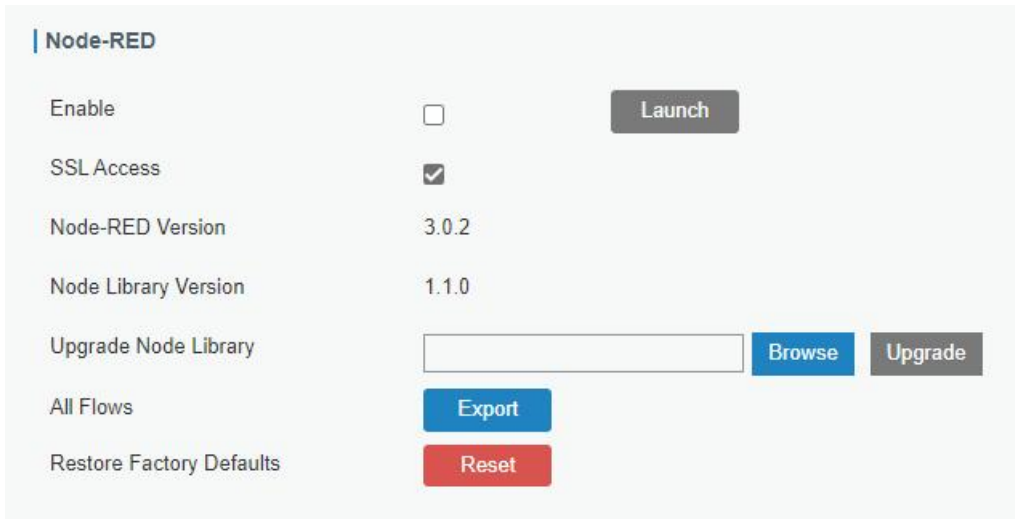 Node-RED
Enable Launch
SSL Access
Node-RED Version 3.0.2
Node Library Version 1.1.0
Upgrade Node Library Browse Upgrade
All Flows Export
Restore Factory Defaults Reset